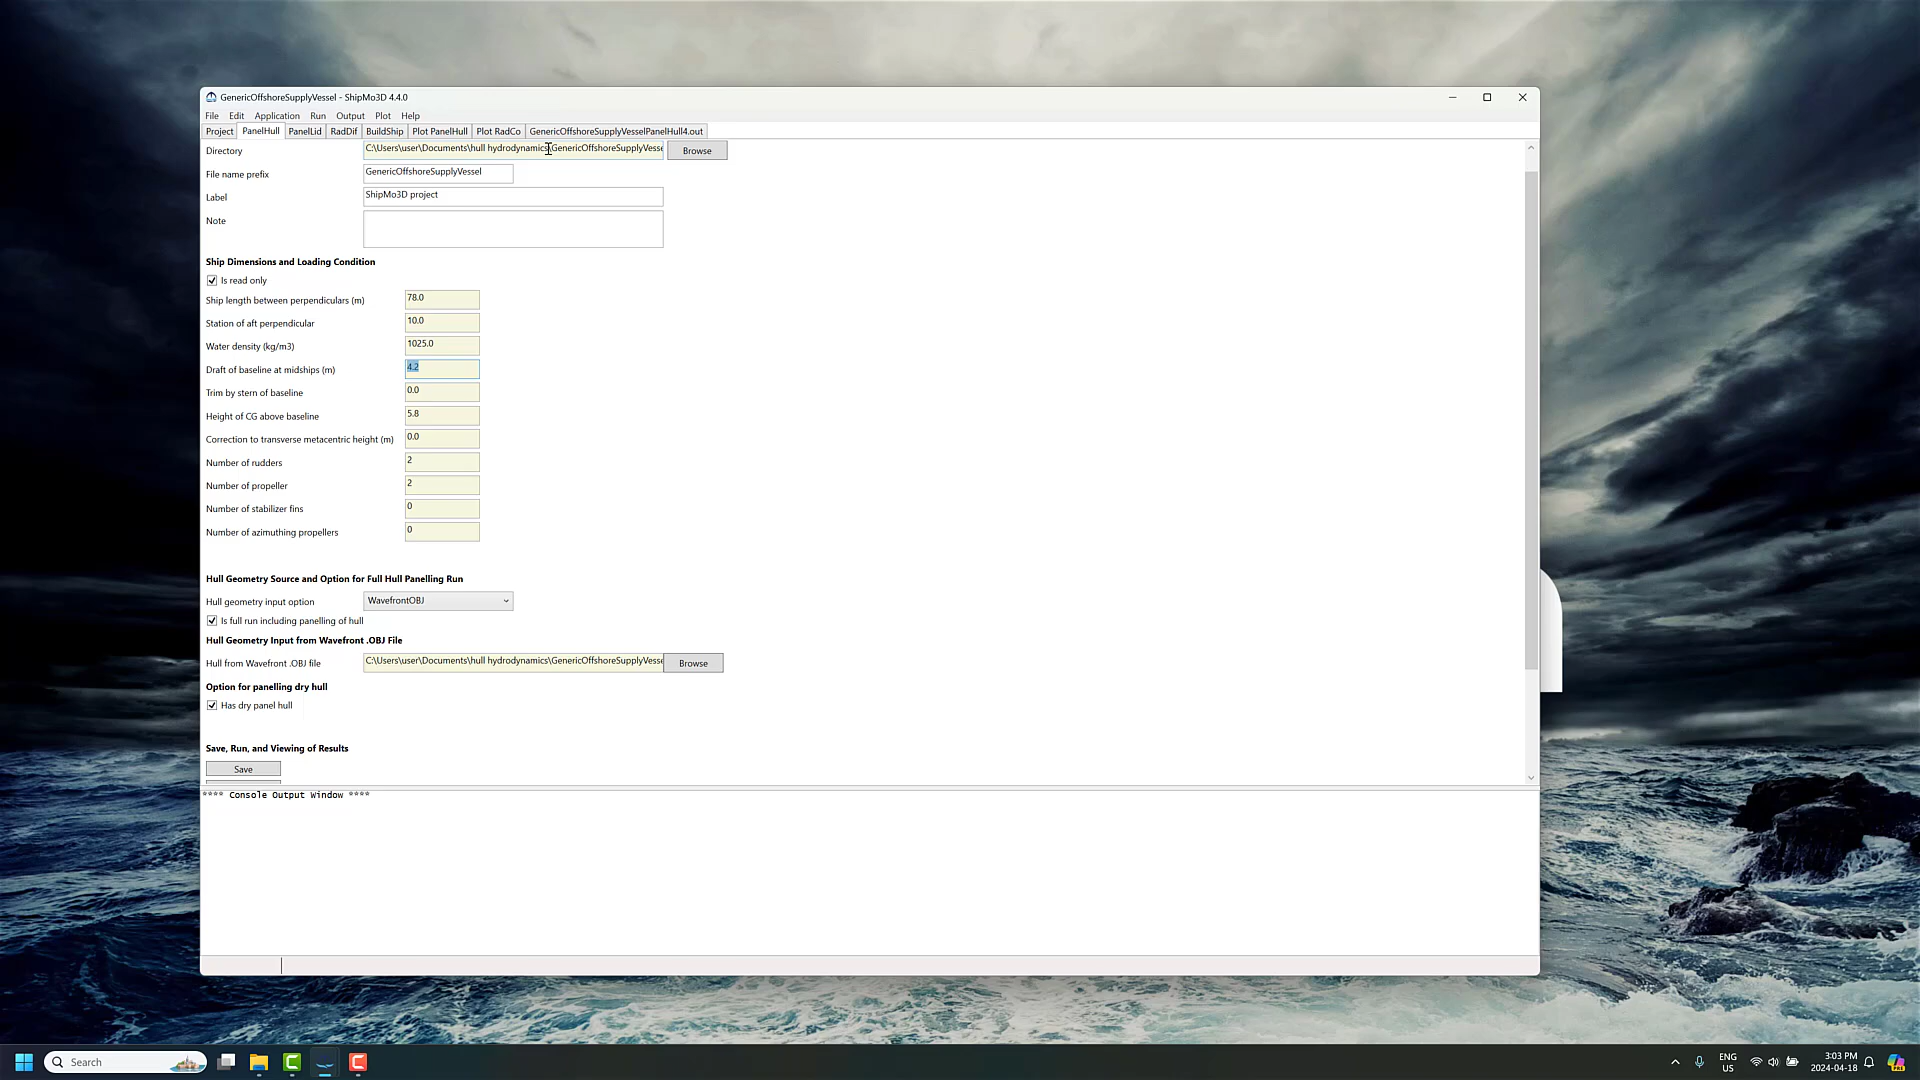 GenericOffshoreSupplyVessel - ShipMo3D 4.4.0
File Edit Application Run Output Plot Help
Project PanelHull PanelLid RadDif BuildShip Plot PanelHull Plot RadCo GenericOffshoreSupplyVesselPanelHull4.out
Directory C:\Users\user\Documents\hull hydrodynamics\GenericOffshoreSupplyVesse Browse
File name prefix GenericOffshoreSupplyVessel
Label ShipMo3D project
Note
Ship Dimensions and Loading Condition
Is read only
Ship length between perpendiculars (m) 78.0
Station of aft perpendicular 10.0
Water density (kg/m3) 1025.0
Draft of baseline at midships (m) 4.2
Trim by stern of baseline 0.0
Height of CG above baseline 5.8
Correction to transverse metacentric height (m) 0.0
Number of rudders 2
Number of propeller 2
Number of stabilizer fins 0
Number of azimuthing propellers 0
Hull Geometry Source and Option for Full Hull Panelling Run
Hull geometry input option WavefrontOBJ
Is full run including panelling of hull
Hull Geometry Input from Wavefront .OBJ File
Hull from Wavefront .OBJ file C:\Users\user\Documents\hull hydrodynamics\GenericOffshoreSupplyVesse Browse
Option for panelling dry hull
Has dry panel hull
Save, Run, and Viewing of Results
Save
**** Console Output Window ****
Search
ENG
US
3:03 PM
2024-04-18